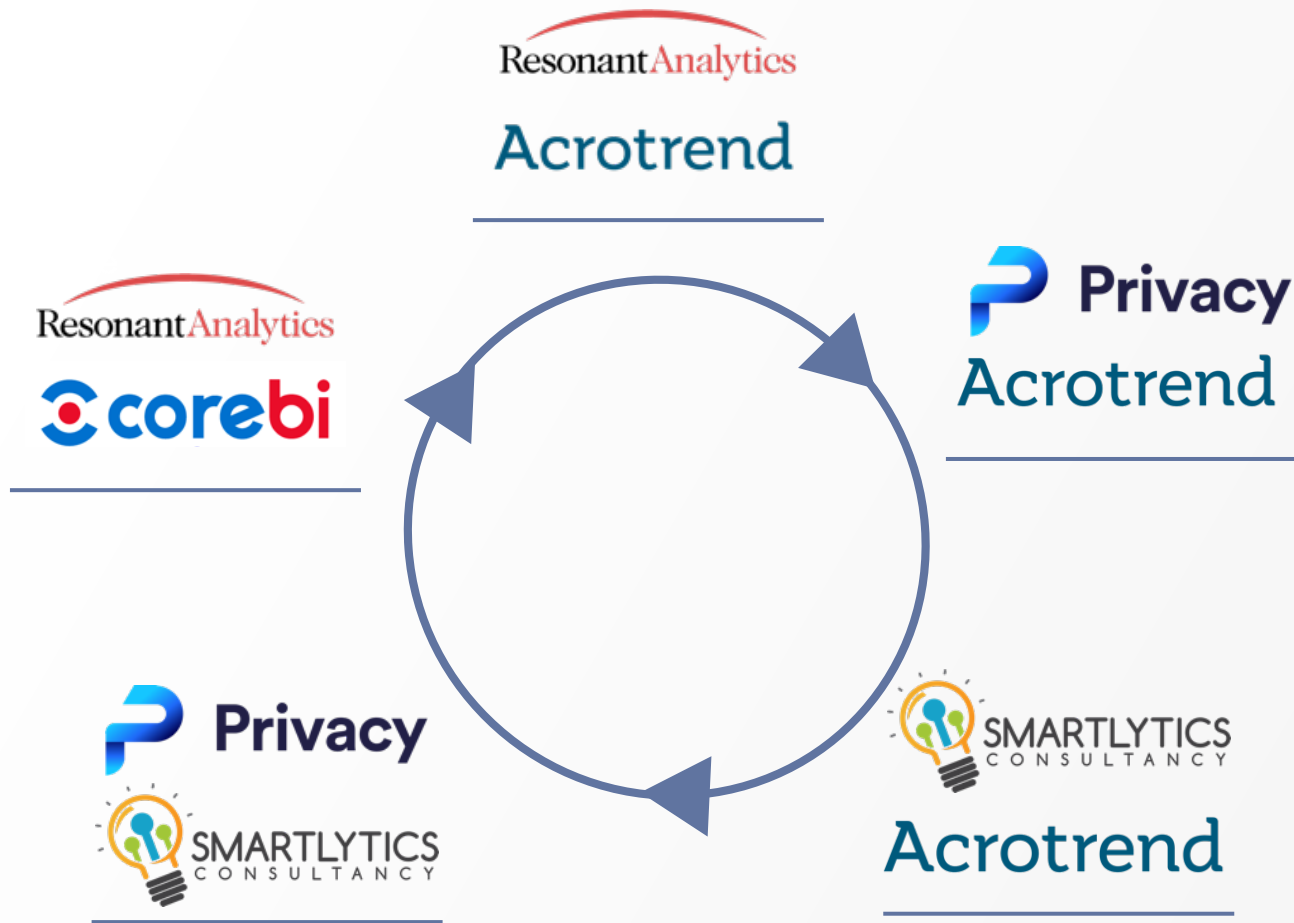 ResonantAnalytics
Acrotrend
Privacy
Acrotrend
SMARTLYTICS
CONSULTANCY
Acrotrend
Privacy
SMARTLYTICS
CONSULTANCY
ResonantAnalytics
corebi